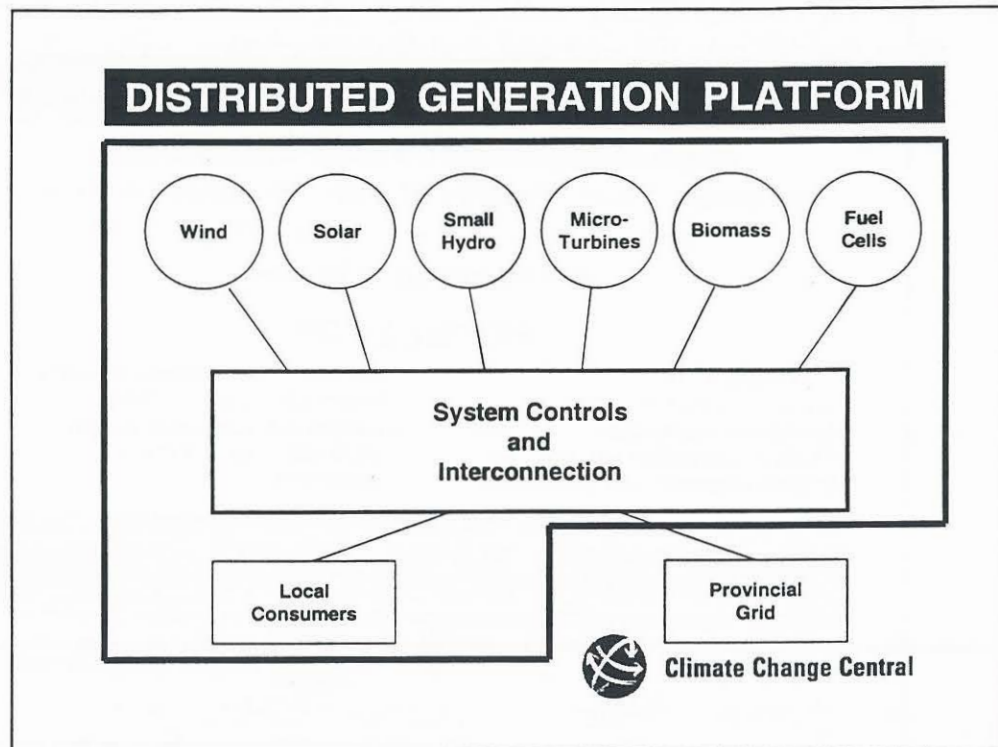 DISTRIBUTED GENERATION PLATFORM
Wind
Solar
Small
Hydro
Micro-
Turbines
Biomass
Fuel
Cells
System Controls
and
Interconnection
Local
Consumers
Provincial
Grid
Climate Change Central